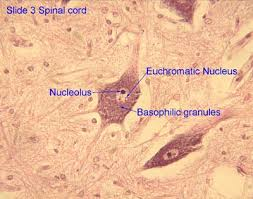 Slide 3 Spinal cord
Euchromatic Nucleus
Nucleolus
Basophilic granules